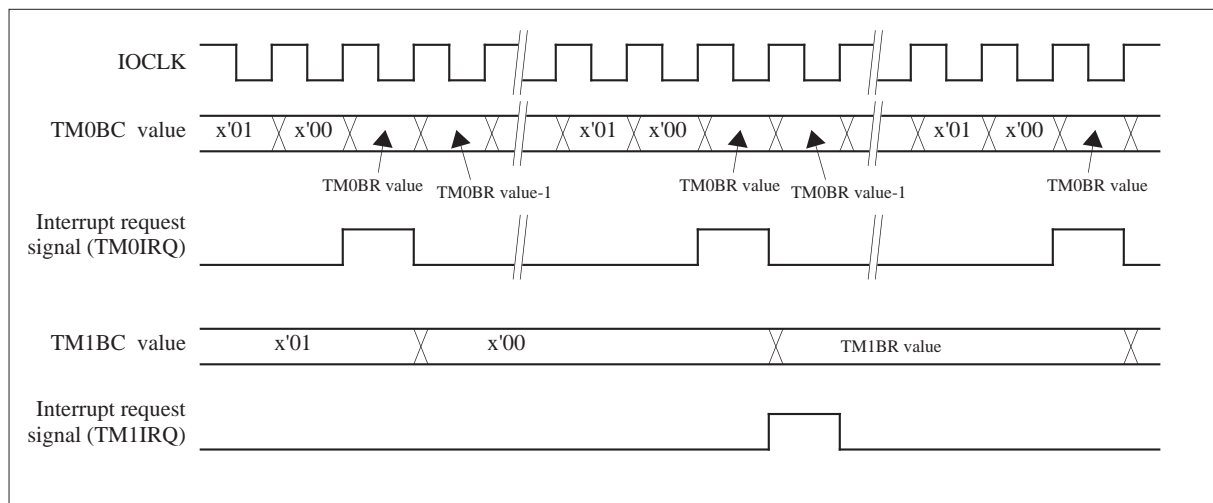 IOCLK
TM0BC value
x'01
x'00
x'01
x'00
x'01
x'00
TM0BR value
TM0BR value-1
TM0BR value
TM0BR value-1
TM0BR value
Interrupt request
signal (TM0IRQ)
TM1BC value
x'01
x'00
TM1BR value
Interrupt request
signal (TM1IRQ)